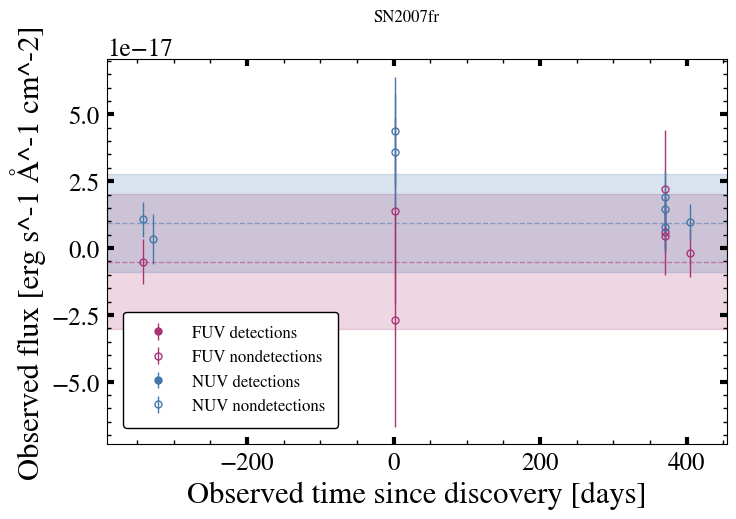 SN2007fr
1e−17
Observed flux [erg s^-1 Å^-1 cm^-2]
5.0
2.5
0.0
−2.5
−5.0
FUV detections
FUV nondetections
NUV detections
NUV nondetections
−200
0
200
400
Observed time since discovery [days]